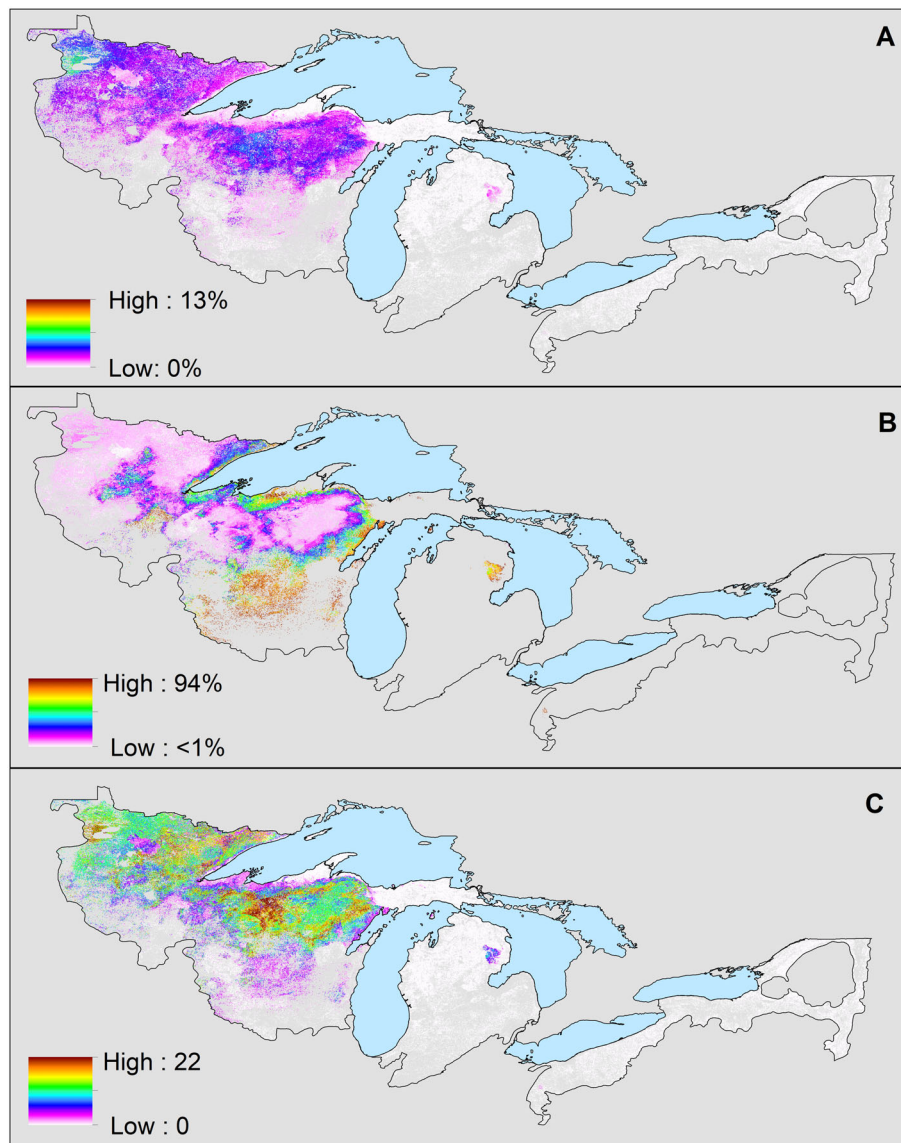 A
High : 13%
Low: 0%
B
High : 94%
Low : <1%
C
High : 22
Low : 0